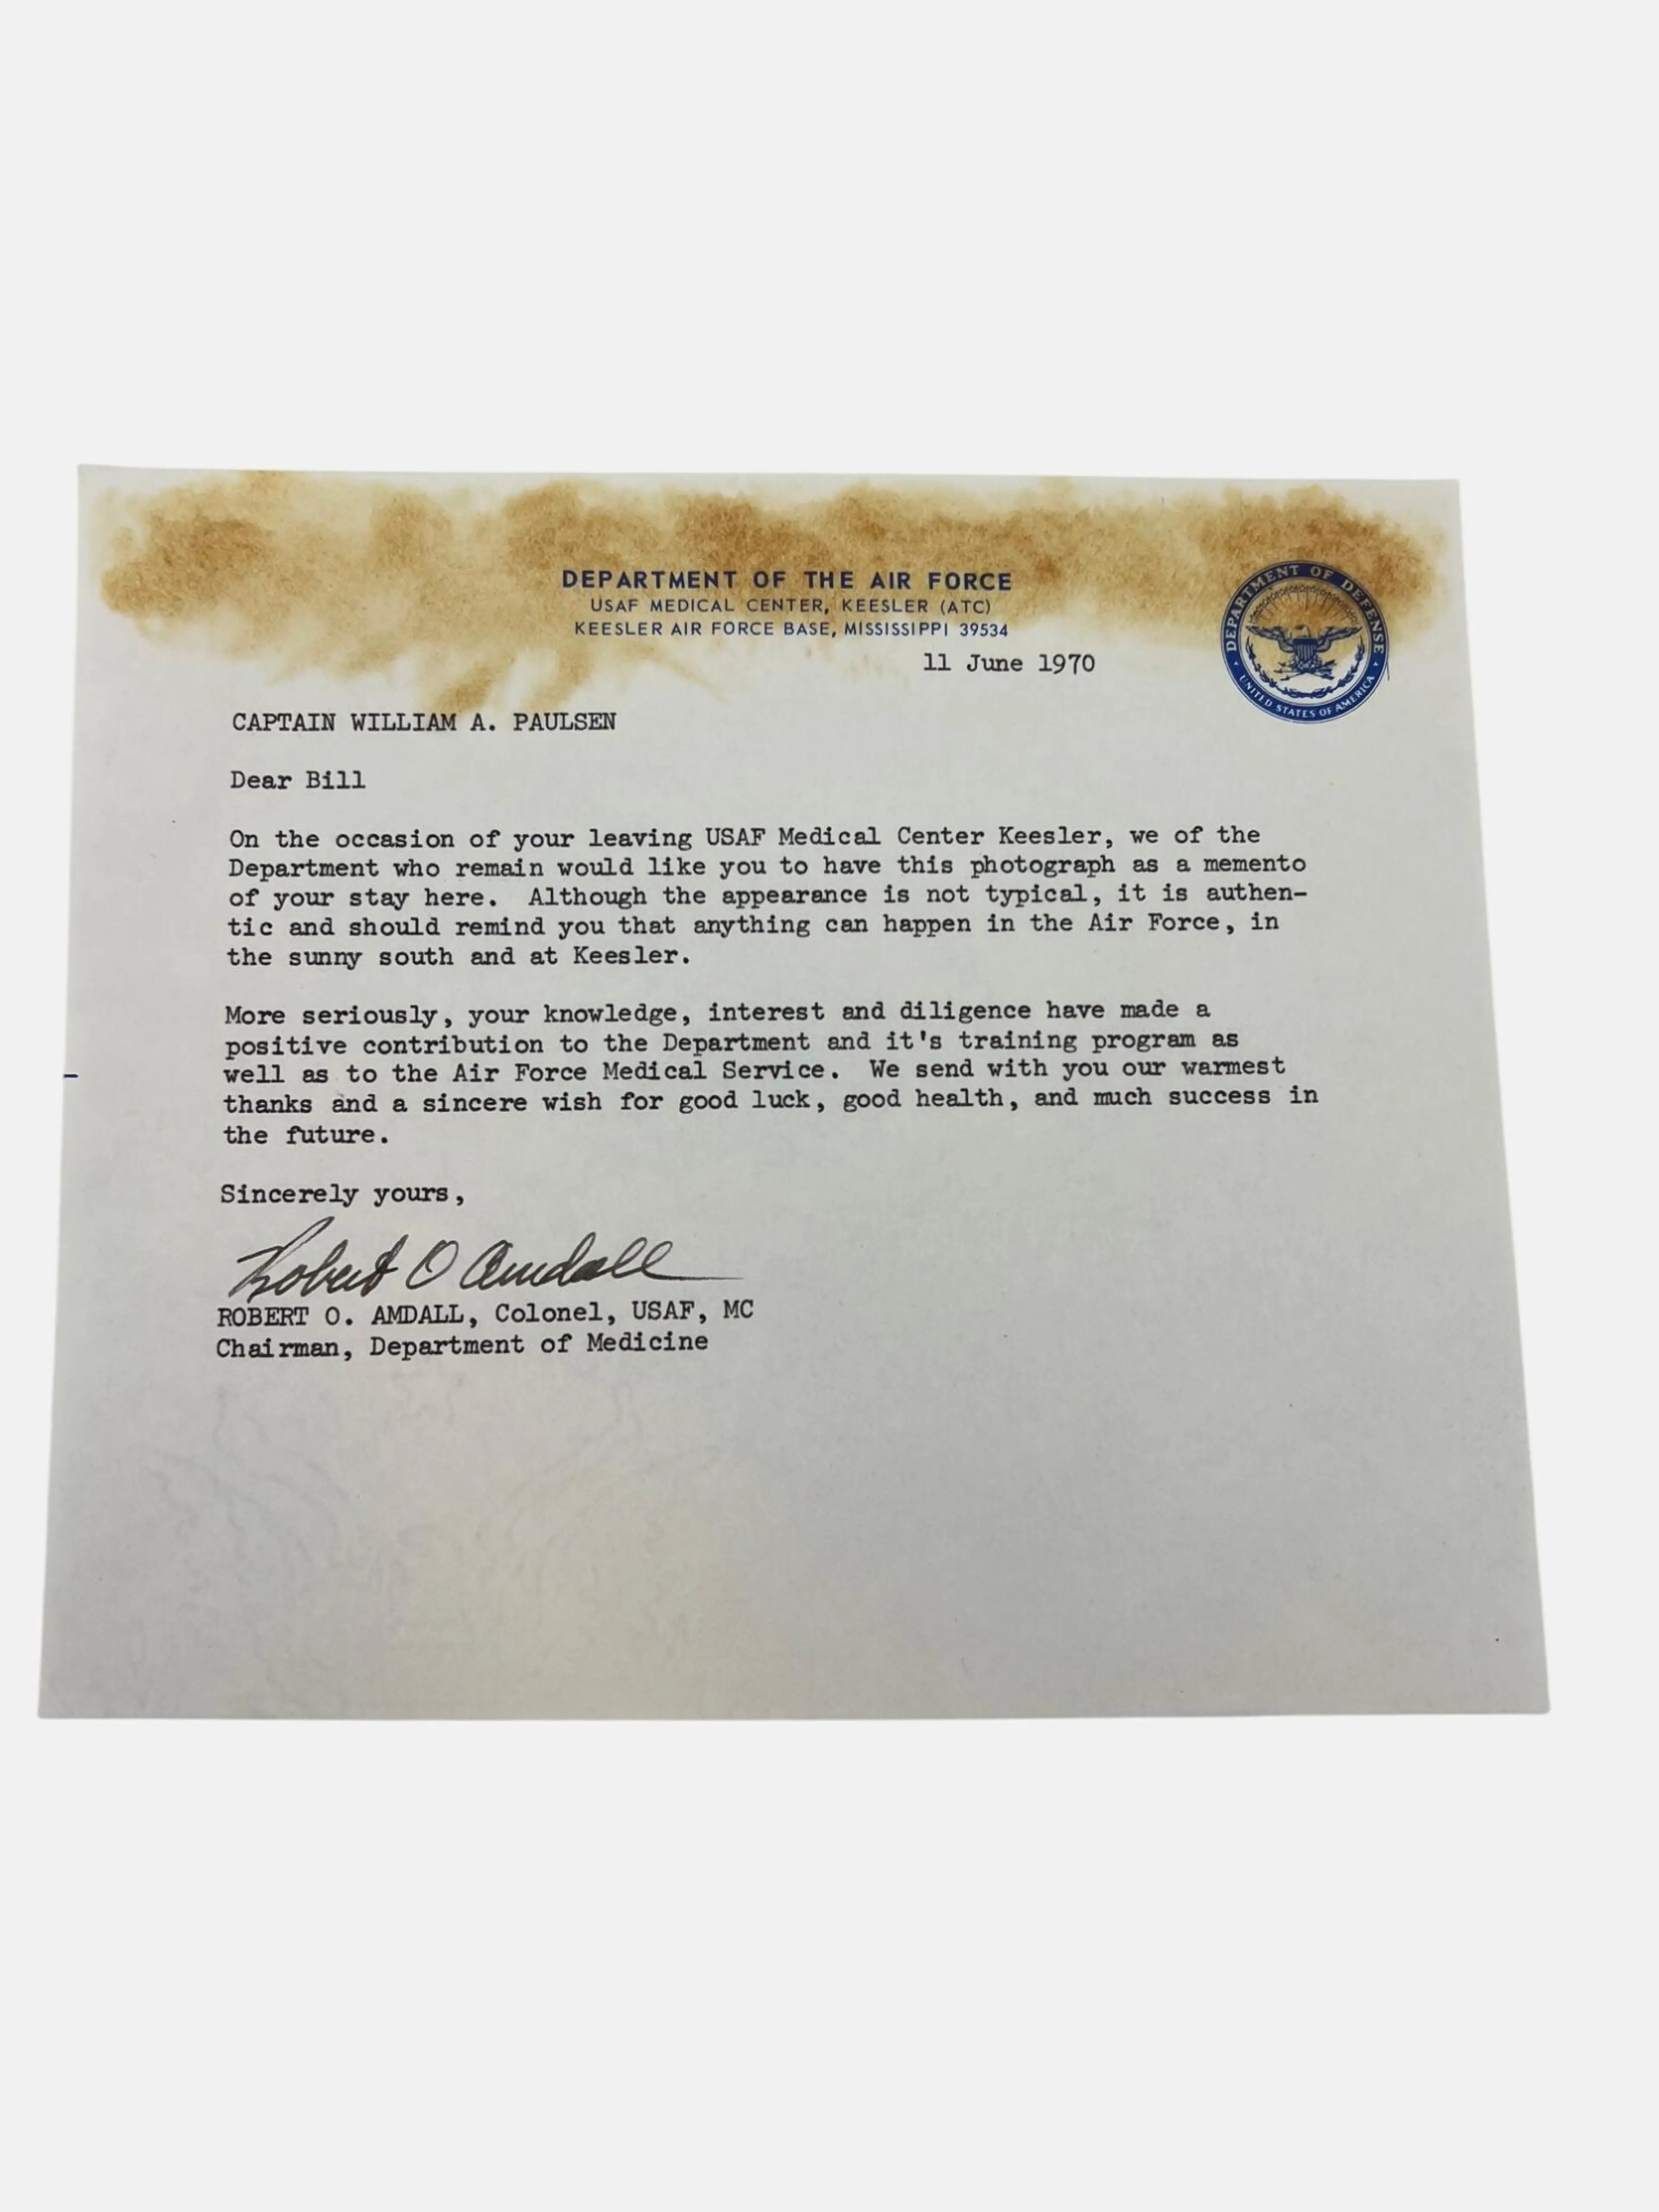 DEPARTMENT OF THE AIR FORCE
USAF MEDICAL CENTER, KEESLER (ATC)
KEESLER AIR FORCE BASE, MISSISSIPPI 39534
DEPARTMENT OF DEFENSE
UNITED STATES OF AMERICA
11 June 1970
CAPTAIN WILLIAM A. PAULSEN
Dear Bill
On the occasion of your leaving USAF Medical Center Keesler, we of the
Department who remain would like you to have this photograph as a memento
of your stay here.  Although the appearance is not typical, it is authen-
tic and should remind you that anything can happen in the Air Force, in
the sunny south and at Keesler.
More seriously, your knowledge, interest and diligence have made a
positive contribution to the Department and it's training program as
well as to the Air Force Medical Service.  We send with you our warmest
thanks and a sincere wish for good luck, good health, and much success in
the future.
Sincerely yours,
Robert O Amdall
ROBERT O. AMDALL, Colonel, USAF, MC
Chairman, Department of Medicine